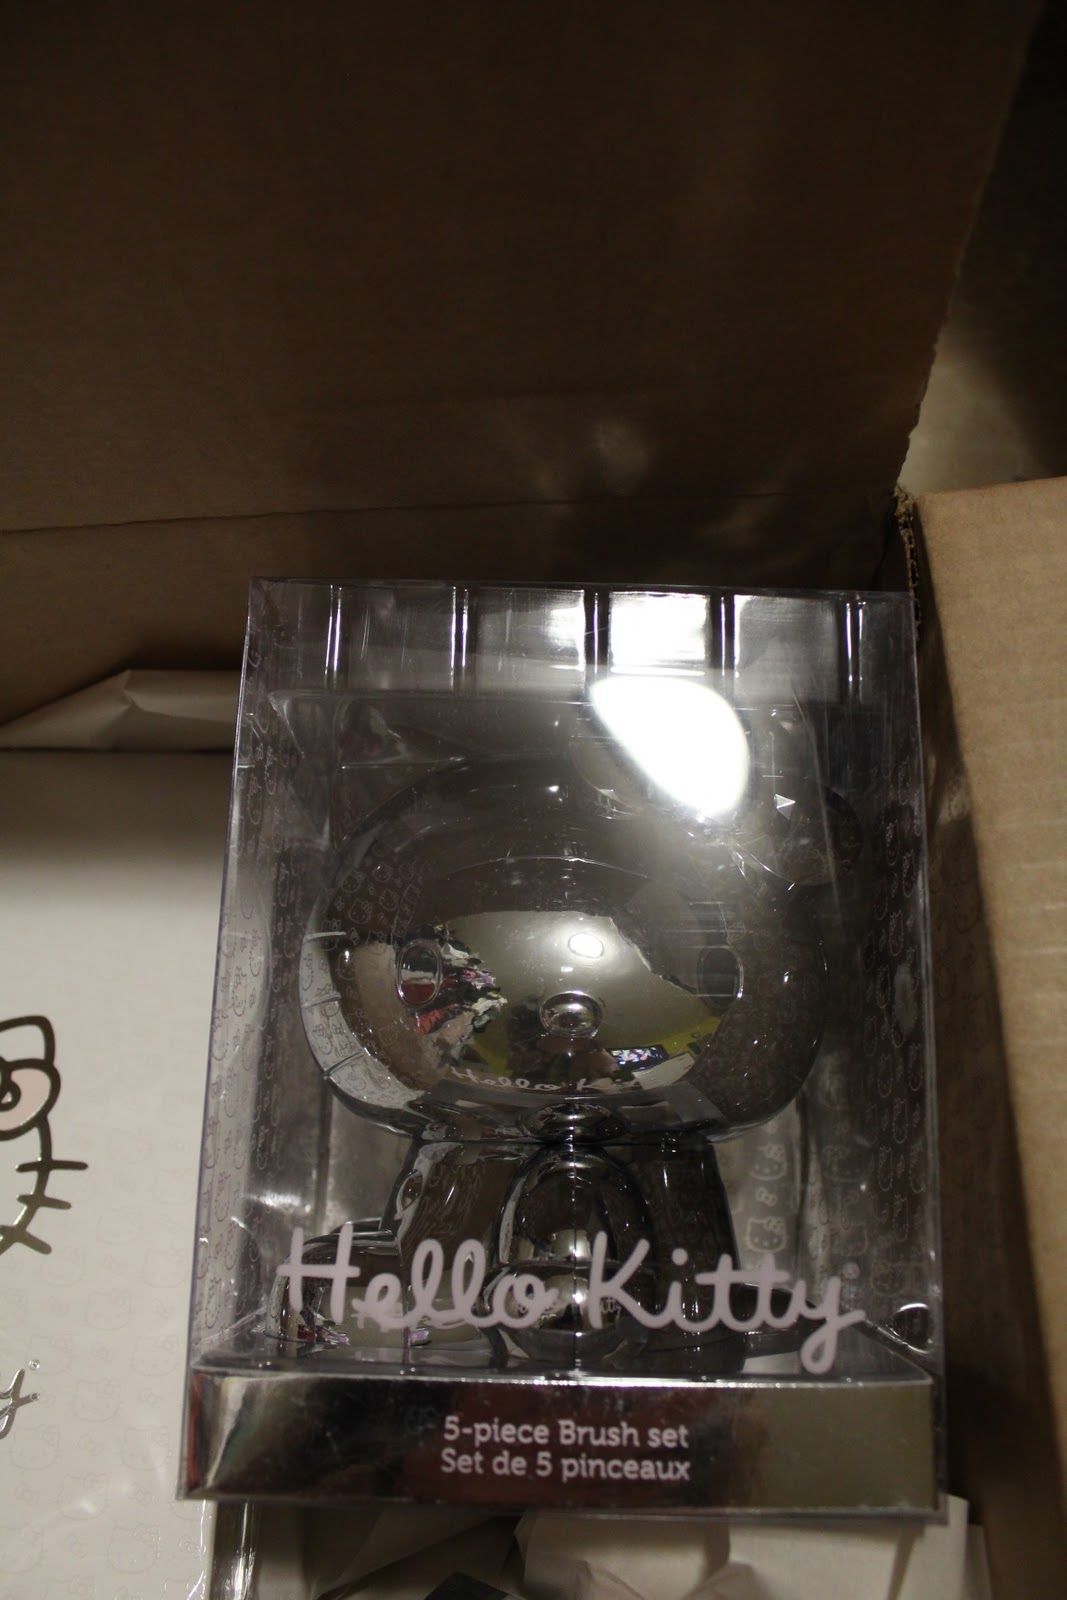 Hello Kitty
5-piece Brush set
Set de 5 pinceaux